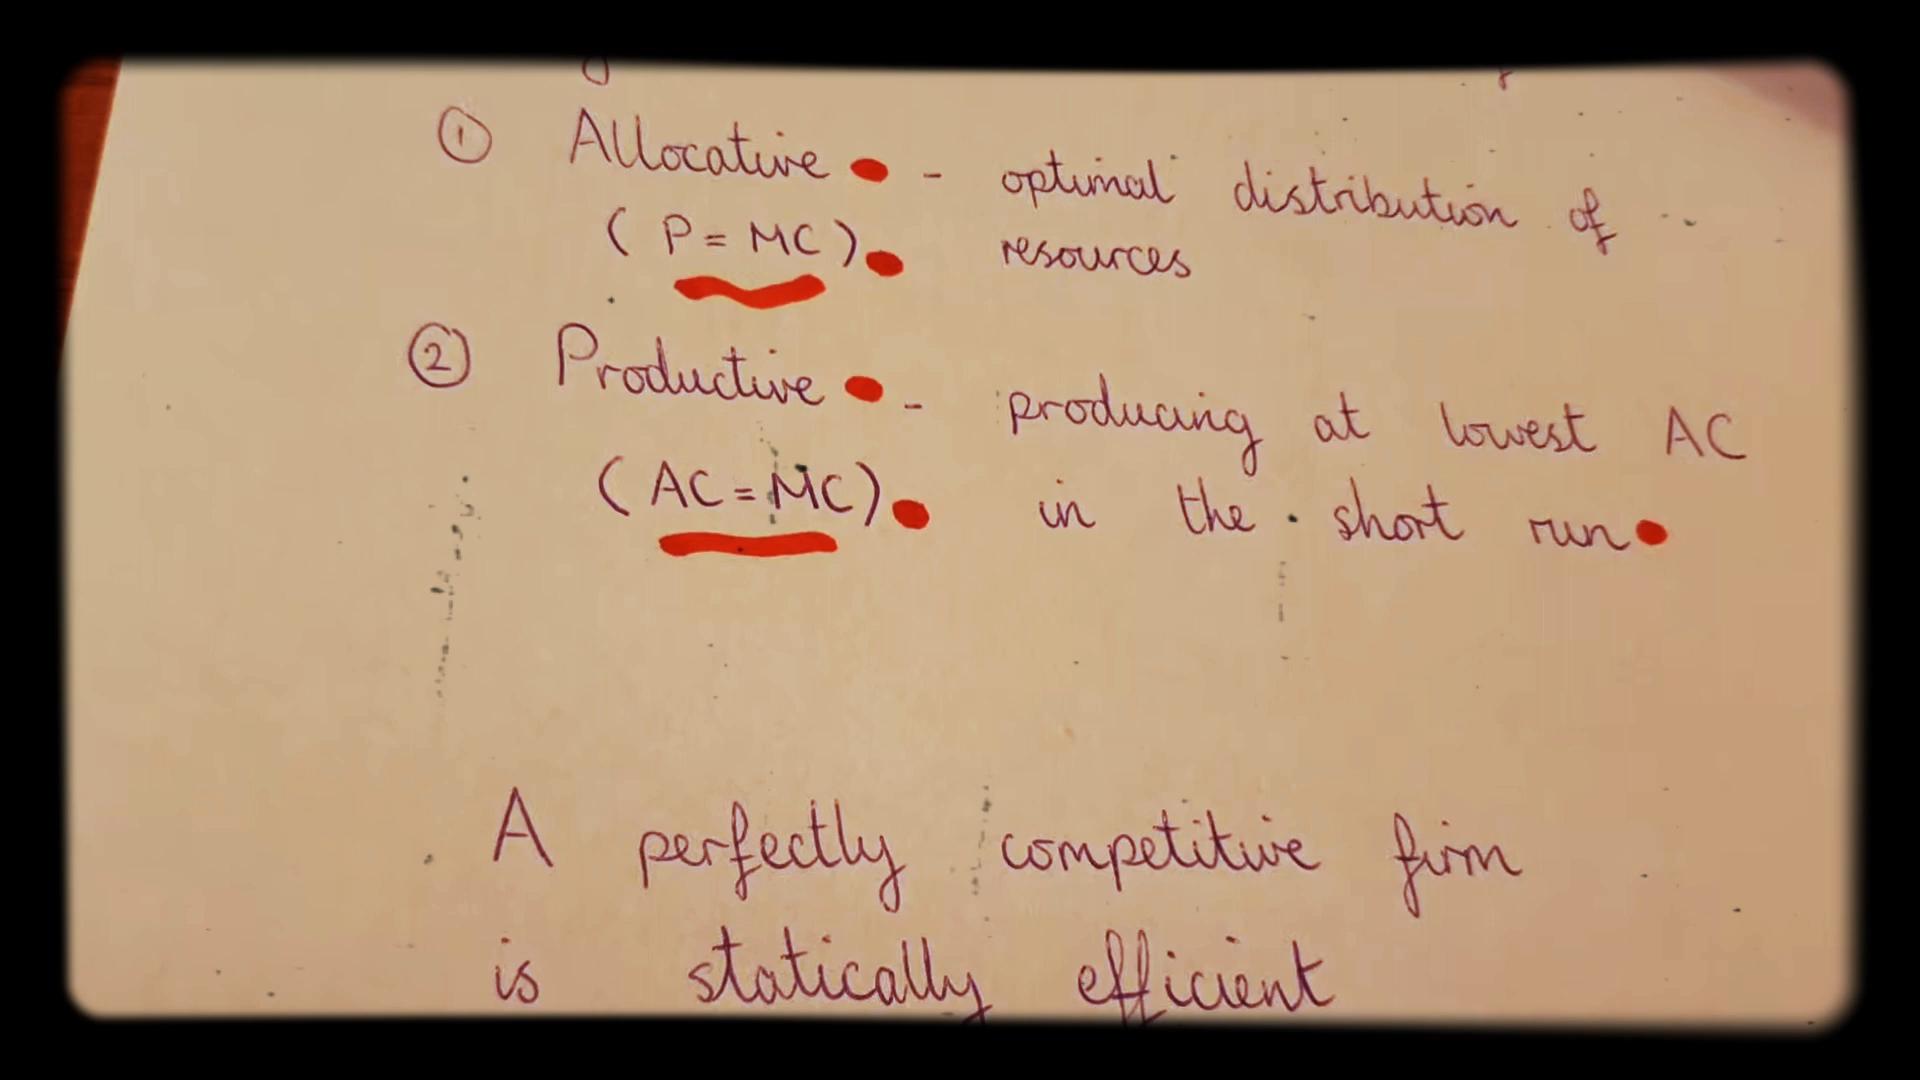 ① Allocative - optimal distribution of
(P = MC) resources
② Productive - producing at lowest AC
(AC = MC) in the short run
A perfectly competitive firm
is statically efficient